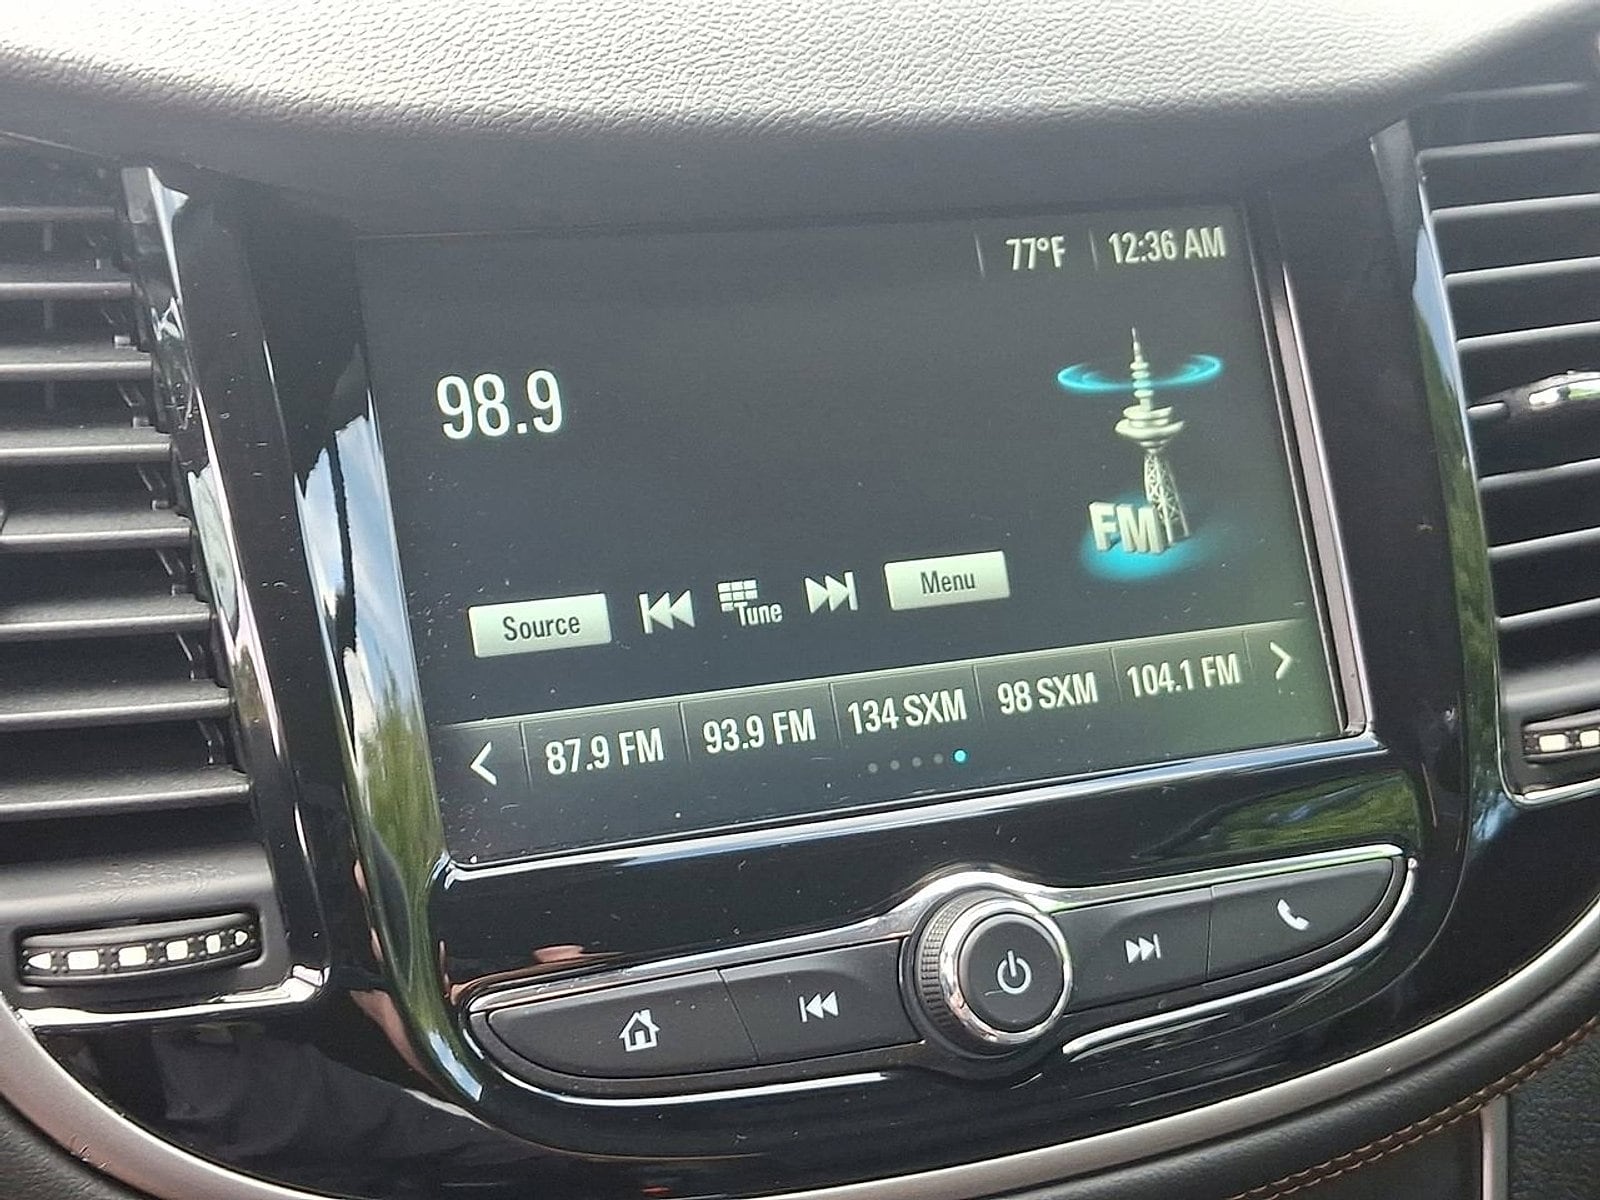 77°F 12:36 AM
98.9
FM
Source Tune Menu
87.9 FM 93.9 FM 134 SXM 98 SXM 104.1 FM